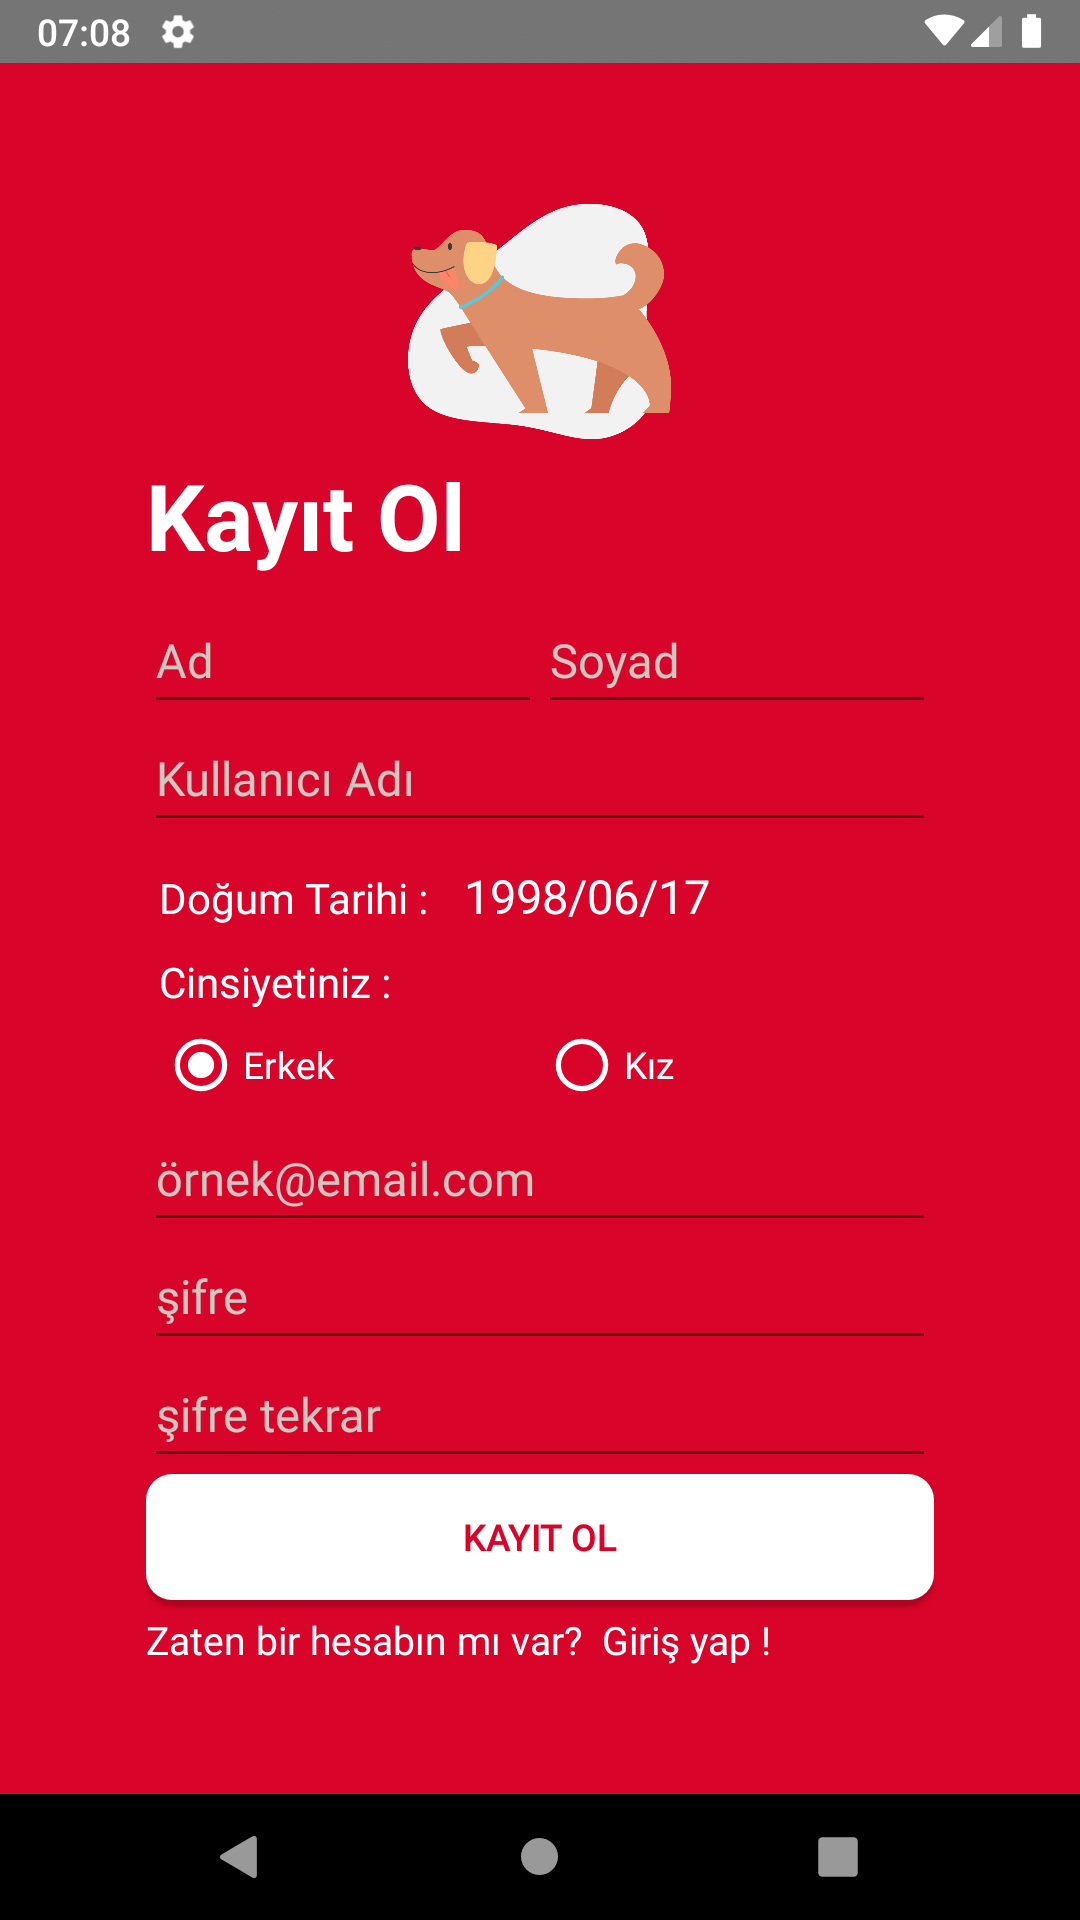 07:08
Kayıt Ol
Ad Soyad
Kullanıcı Adı
Doğum Tarihi : 1998/06/17
Cinsiyetiniz :
Erkek Kız
örnek@email.com
şifre
şifre tekrar
KAYIT OL
Zaten bir hesabın mı var? Giriş yap !